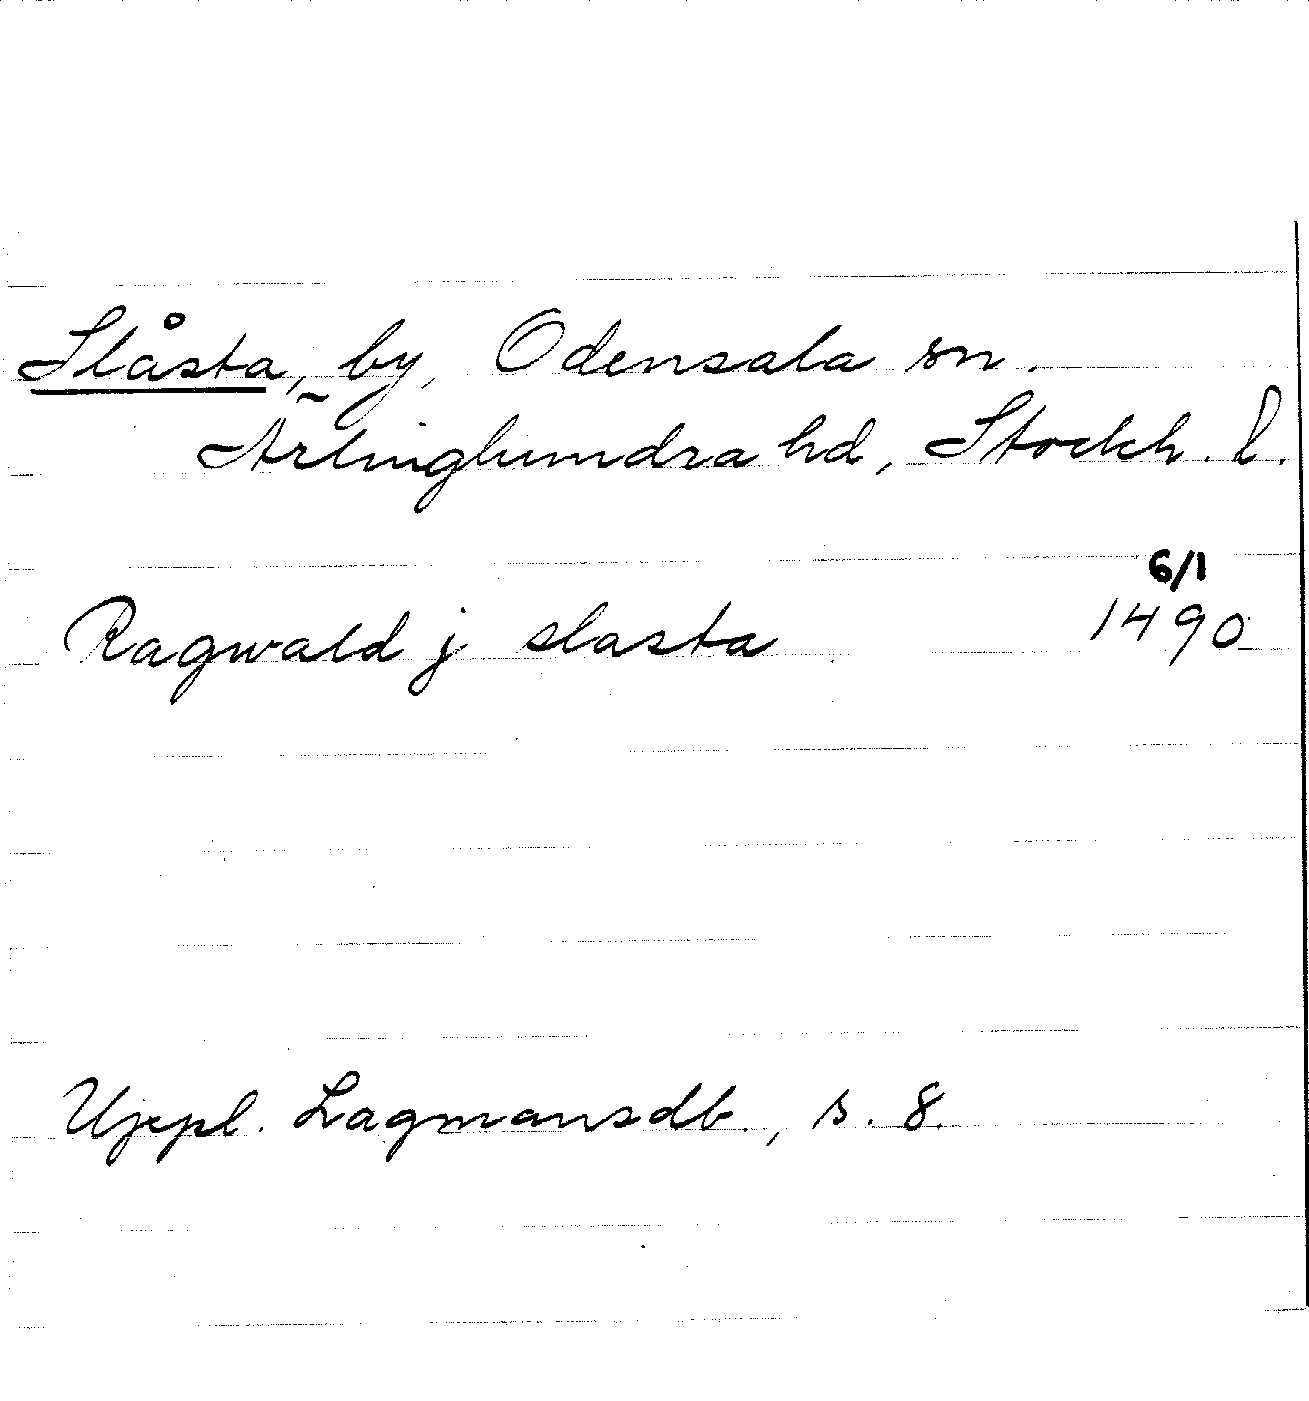 Slåsta, by, Odensala sn.
Ärlinghundra hd, Stockh. l.
6/1
Ragwald j slasta 1490
Uppl. Lagmansdb., s. 8.